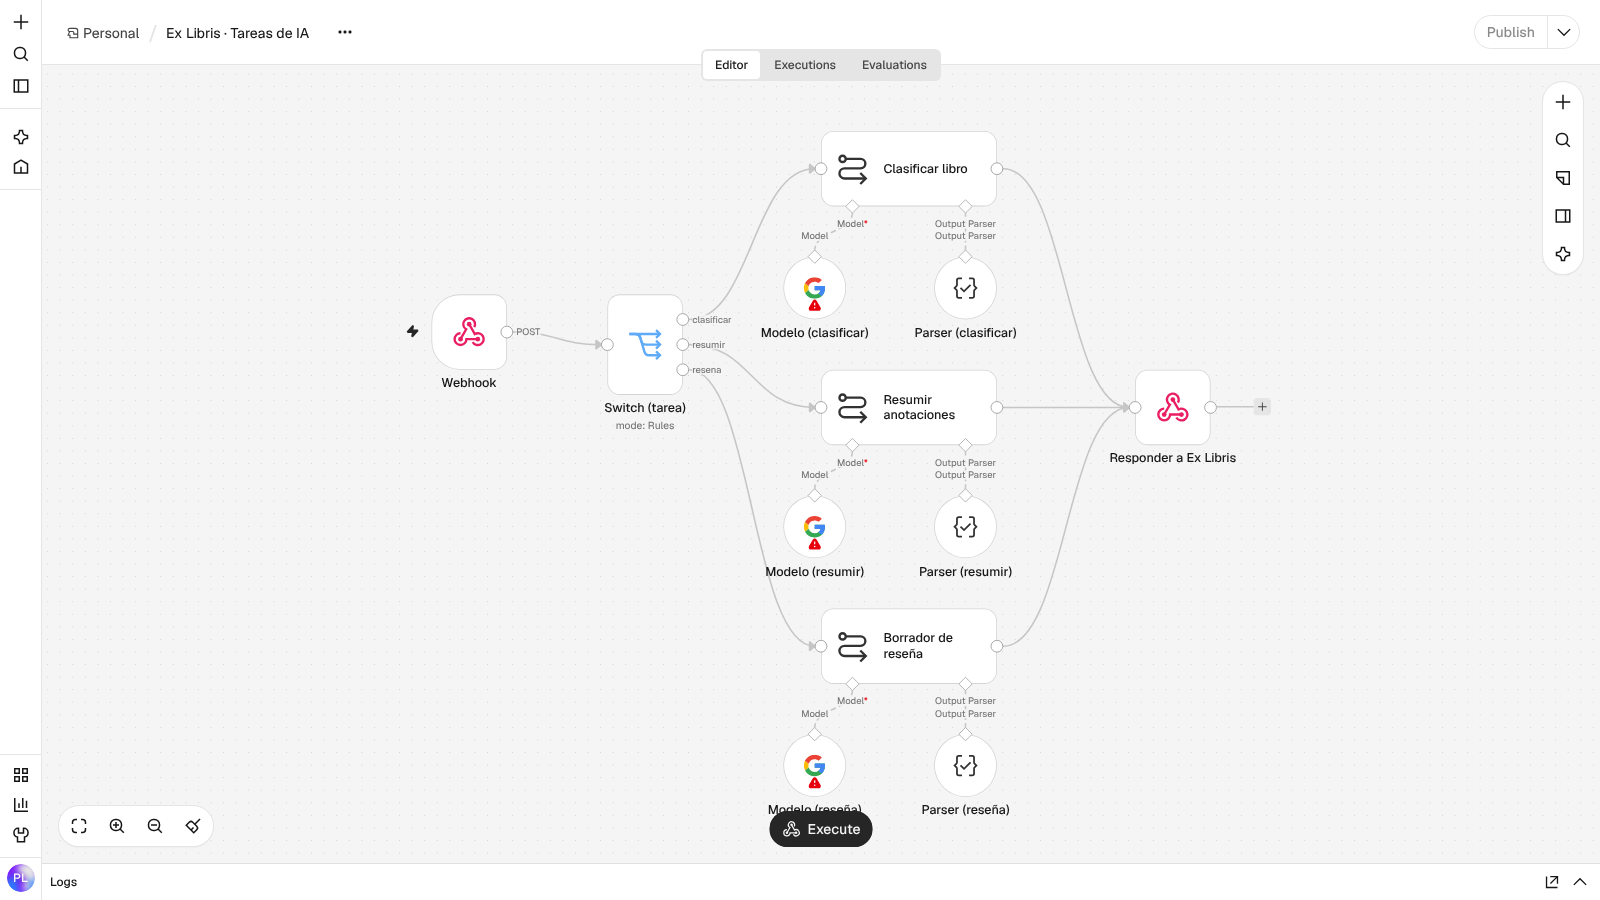 Personal / Ex Libris · Tareas de IA
Publish
Editor Executions Evaluations
Clasificar libro
Model*
Output Parser
Model
Output Parser
Modelo (clasificar)
Parser (clasificar)
POST
Webhook
clasificar
resumir
resena
Switch (tarea)
mode: Rules
Resumir
anotaciones
Model*
Output Parser
Model
Output Parser
Modelo (resumir)
Parser (resumir)
Responder a Ex Libris
Borrador de
reseña
Model*
Output Parser
Model
Output Parser
Modelo (reseña)
Parser (reseña)
Execute
PL
Logs